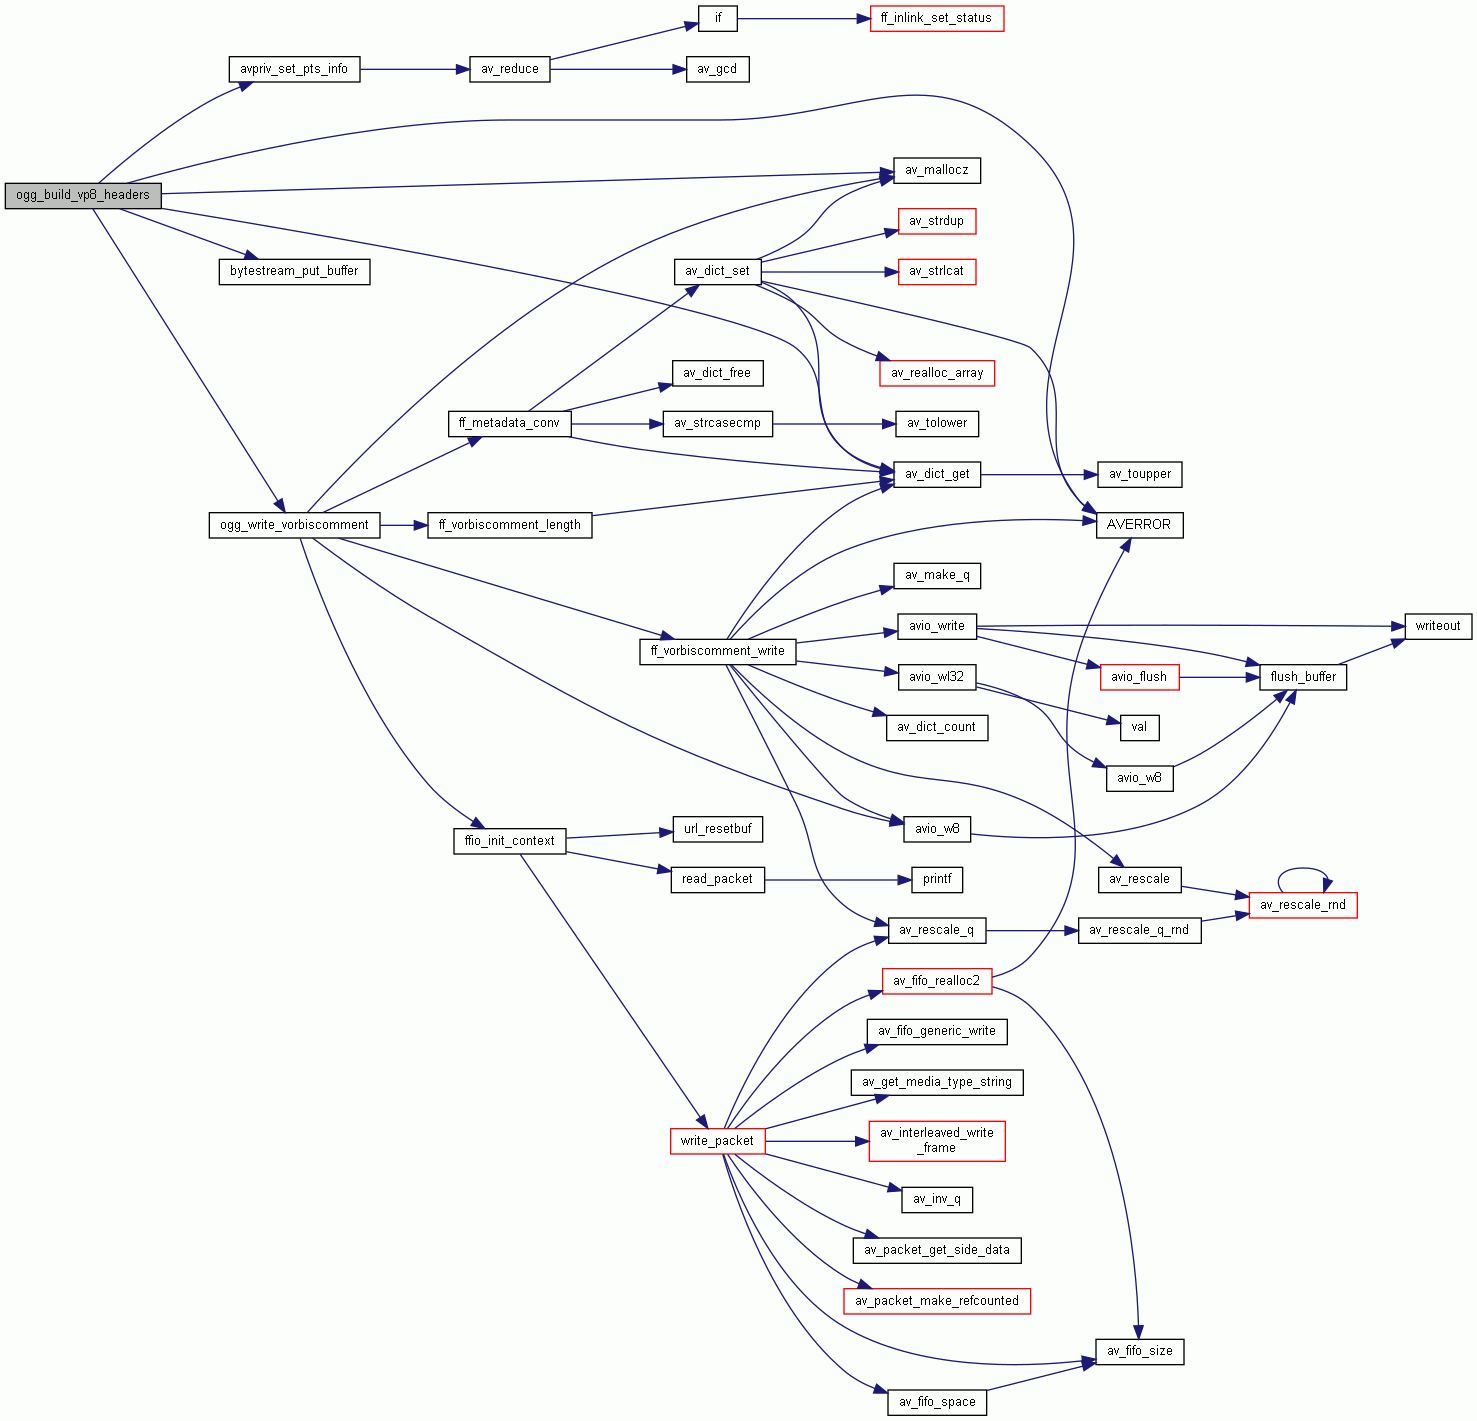 if
ff_inlink_set_status
avpriv_set_pts_info
av_reduce
av_gcd
av_mallocz
ogg_build_vp8_headers
av_strdup
bytestream_put_buffer
av_dict_set
av_strlcat
av_dict_free
av_realloc_array
ff_metadata_conv
av_strcasecmp
av_tolower
av_dict_get
av_toupper
ogg_write_vorbiscomment
ff_vorbiscomment_length
AVERROR
av_make_q
avio_write
writeout
ff_vorbiscomment_write
avio_wl32
avio_flush
flush_buffer
av_dict_count
val
avio_w8
url_resetbuf
avio_w8
ffio_init_context
read_packet
printf
av_rescale
av_rescale_rnd
av_rescale_q
av_rescale_q_rnd
av_fifo_realloc2
av_fifo_generic_write
av_get_media_type_string
write_packet
av_interleaved_write
_frame
av_inv_q
av_packet_get_side_data
av_packet_make_refcounted
av_fifo_size
av_fifo_space